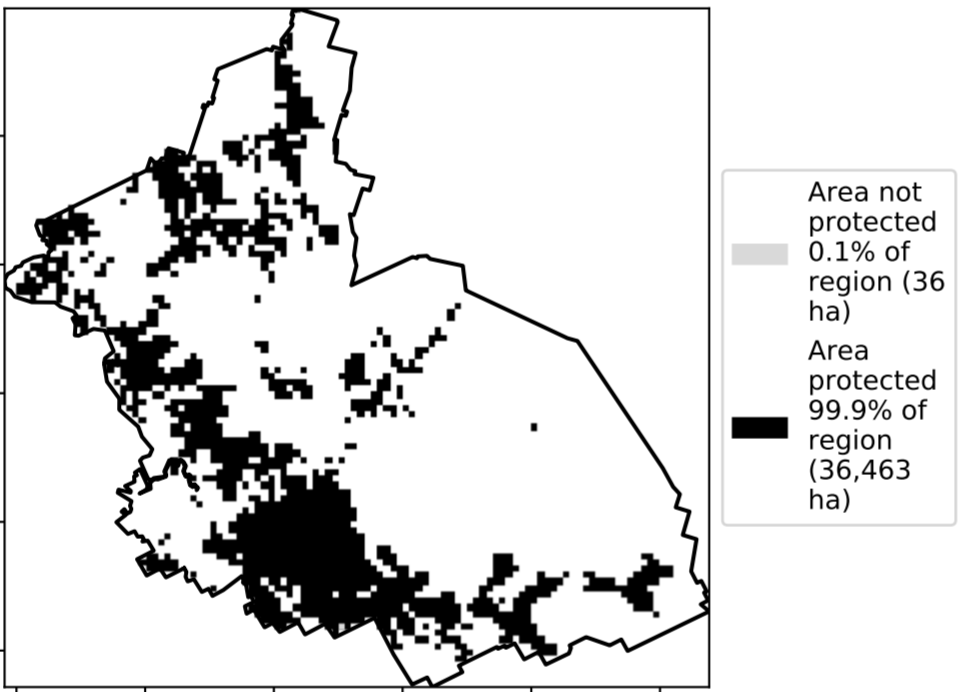 Area not
protected
0.1% of
region (36
ha)
Area
protected
99.9% of
region
(36,463
ha)